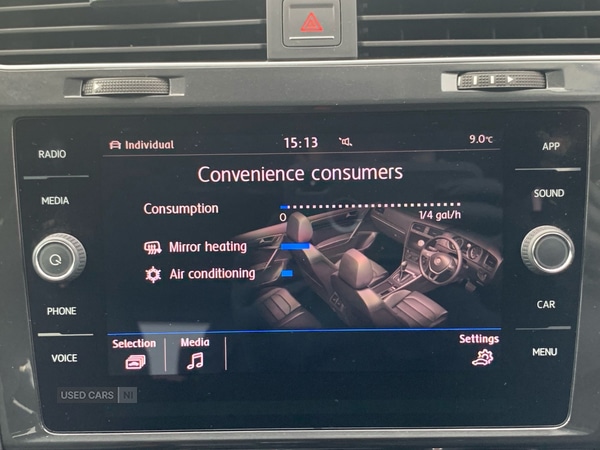 RADIO
MEDIA
PHONE
VOICE
APP
SOUND
CAR
MENU
Individual 15:13 9.0°C
Convenience consumers
Consumption
0 1/4 gal/h
Mirror heating
Air conditioning
Selection Media Settings
USED CARS NI